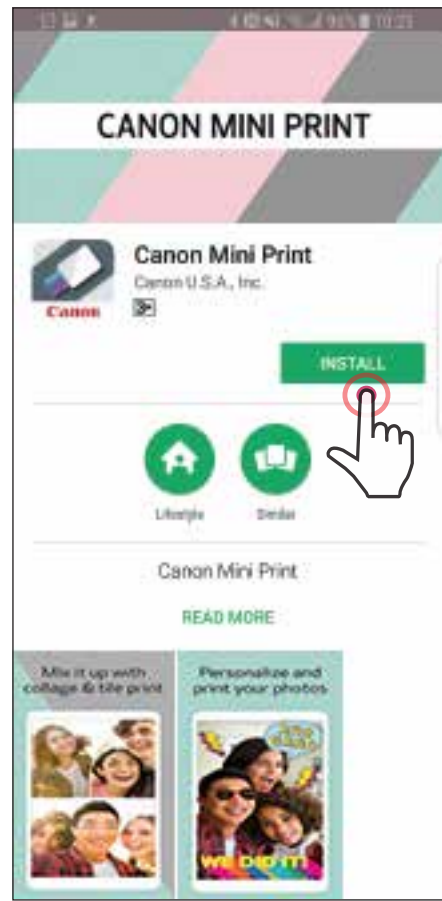 CANON MINI PRINT
Canon Mini Print
Canon U.S.A., Inc.
Canon
3+
INSTALL
Lifestyle
Similar
Canon Mini Print
READ MORE
Mix it up with
collage & tile print
Personalize and
print your photos
WE DID IT!